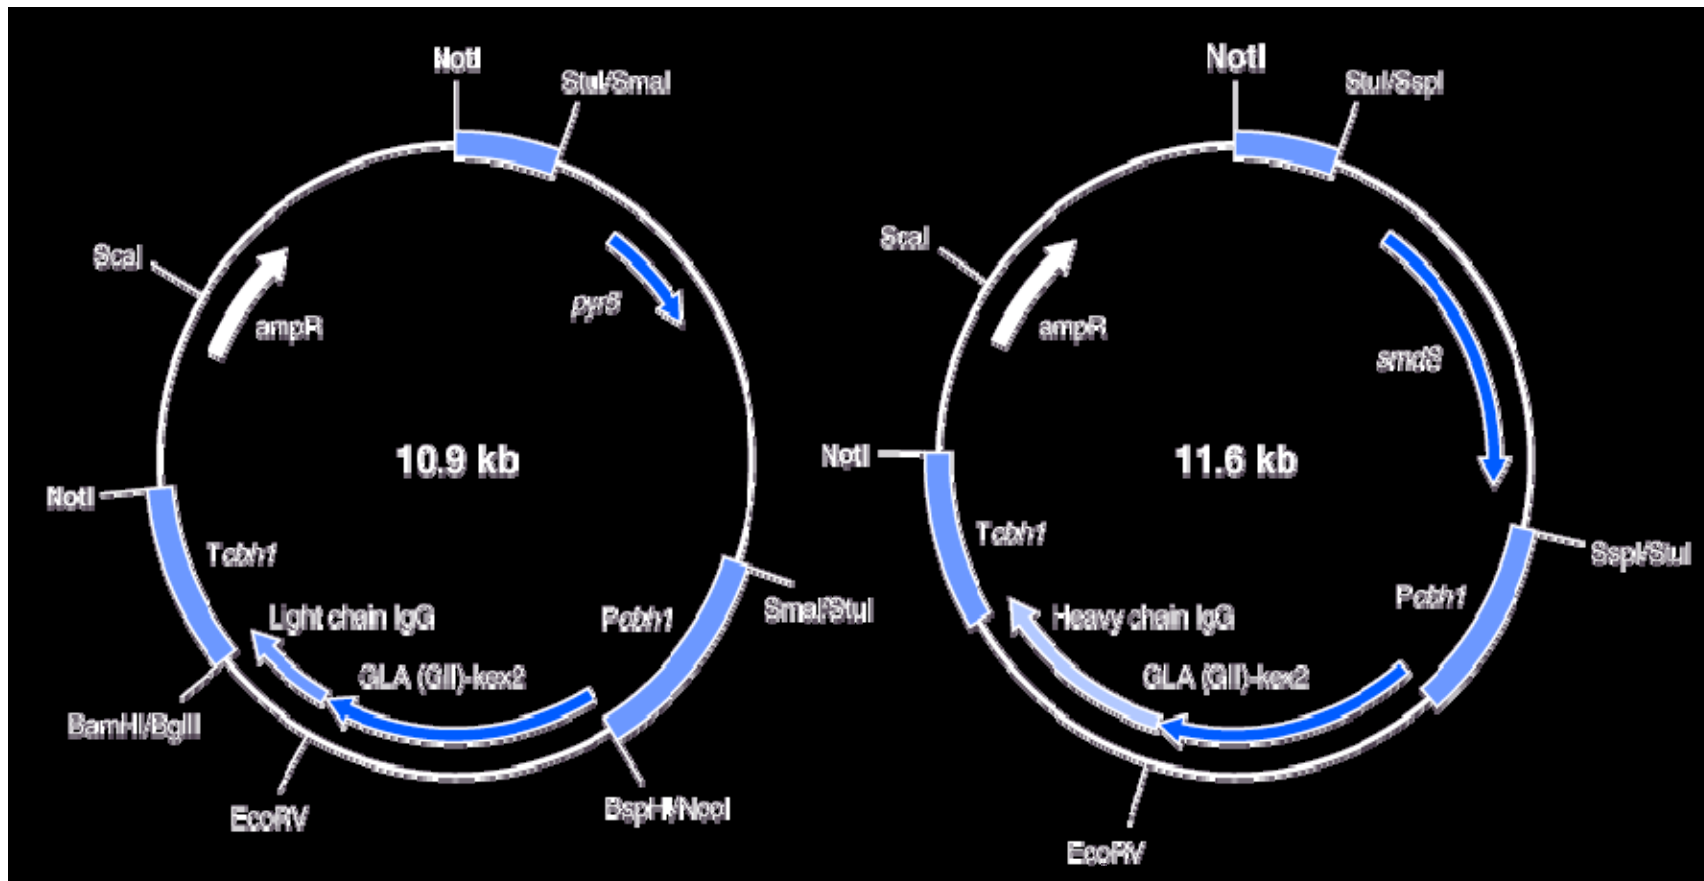 NotI
StuI/SmaI
ScaI
ampR
pyr5
10.9 kb
NotI
Tcbh1
Light chain IgG
Pcbh1
SmaI/StuI
GLA (GII)-kex2
BamHI/BglII
EcoRV
BspHI/NcoI
NotI
StuI/SspI
ScaI
ampR
smdS
11.6 kb
NotI
Tcbh1
SspI/StuI
Pcbh1
Heavy chain IgG
GLA (GII)-kex2
EcoRV